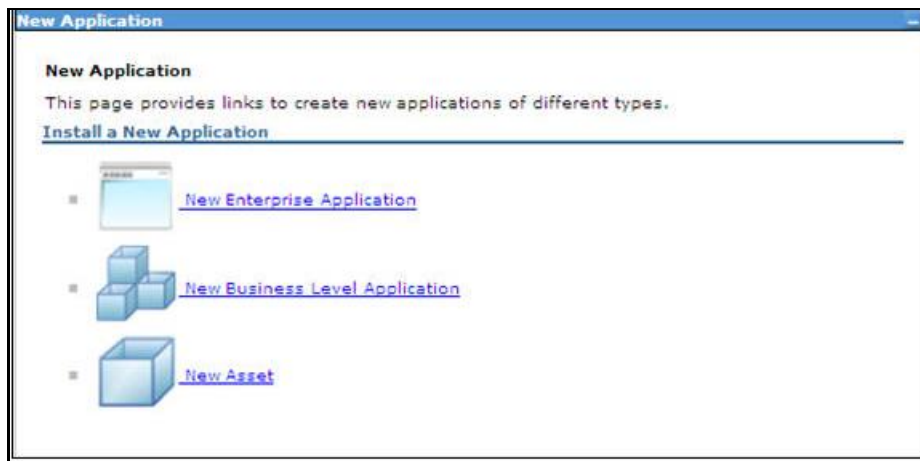 New Application
New Application
This page provides links to create new applications of different types.
Install a New Application
New Enterprise Application
New Business Level Application
New Asset